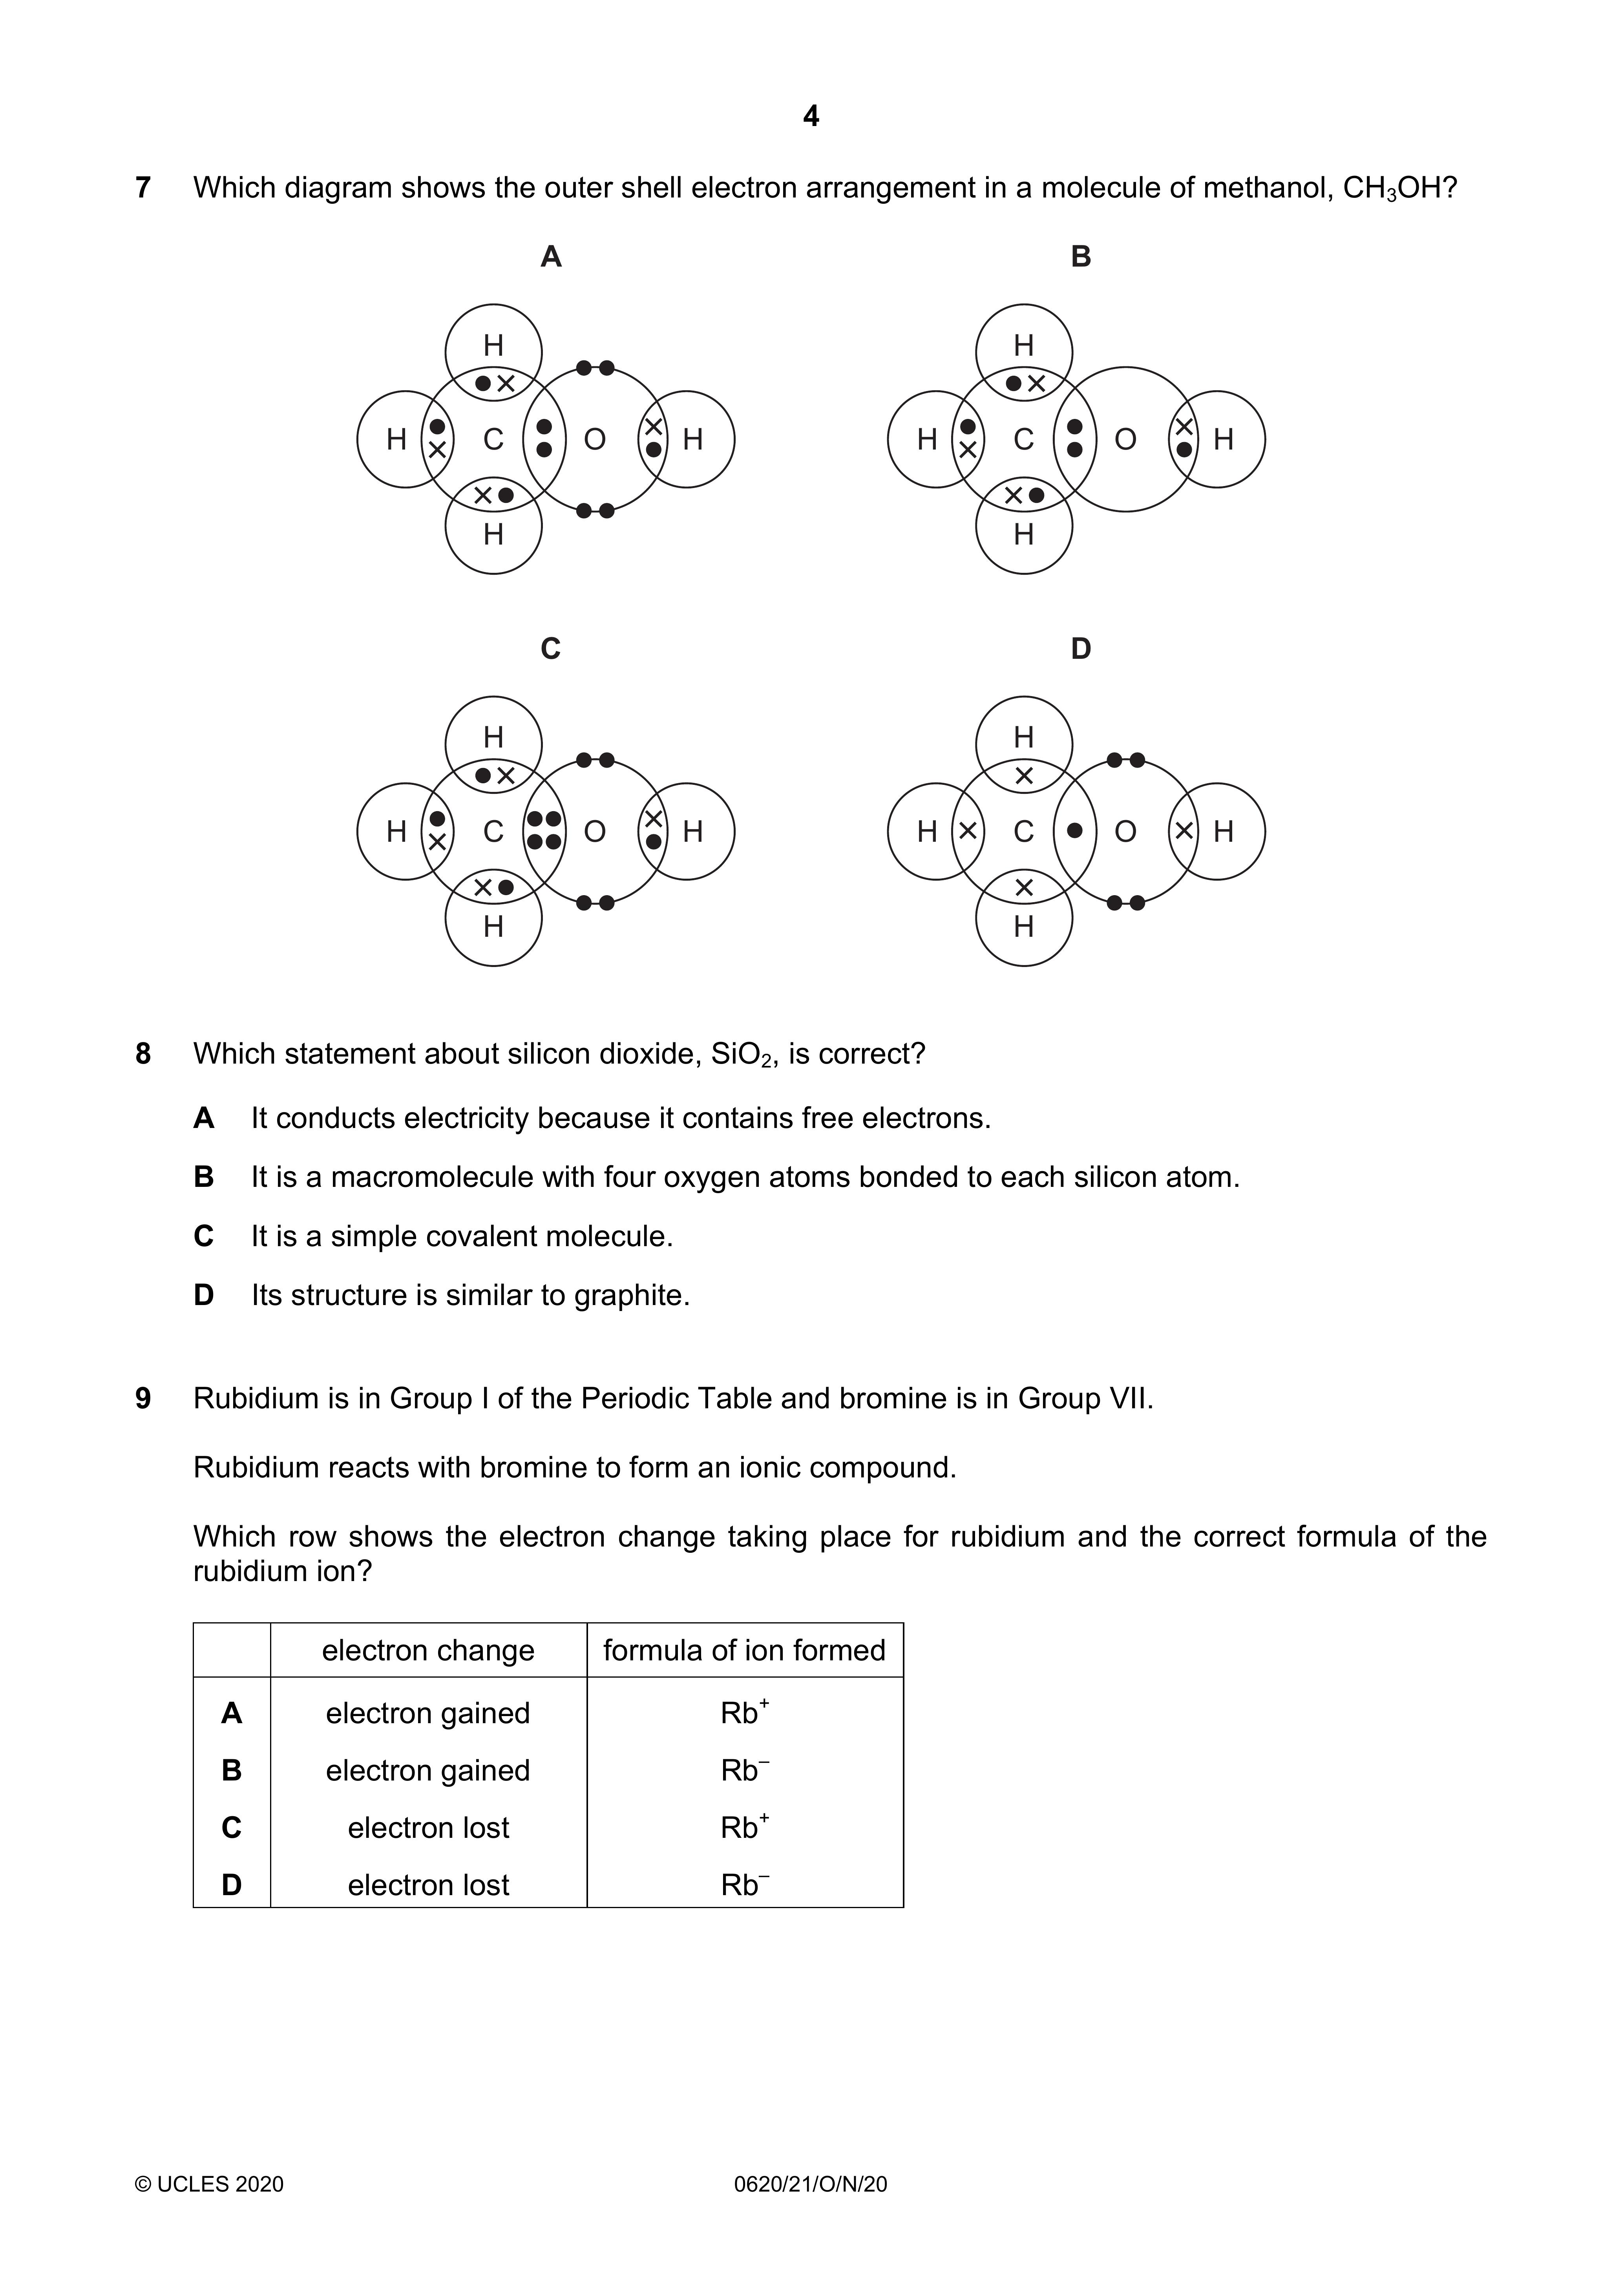 4
7 Which diagram shows the outer shell electron arrangement in a molecule of methanol, CH₃OH?
A B
H H
H C O H H C O H
H H
C D
H H
H C O H H C O H
H H
8 Which statement about silicon dioxide, SiO₂, is correct?
A It conducts electricity because it contains free electrons.
B It is a macromolecule with four oxygen atoms bonded to each silicon atom.
C It is a simple covalent molecule.
D Its structure is similar to graphite.
9 Rubidium is in Group I of the Periodic Table and bromine is in Group VII.
Rubidium reacts with bromine to form an ionic compound.
Which row shows the electron change taking place for rubidium and the correct formula of the
rubidium ion?
electron change formula of ion formed
A electron gained Rb⁺
B electron gained Rb⁻
C electron lost Rb⁺
D electron lost Rb⁻
© UCLES 2020 0620/21/O/N/20